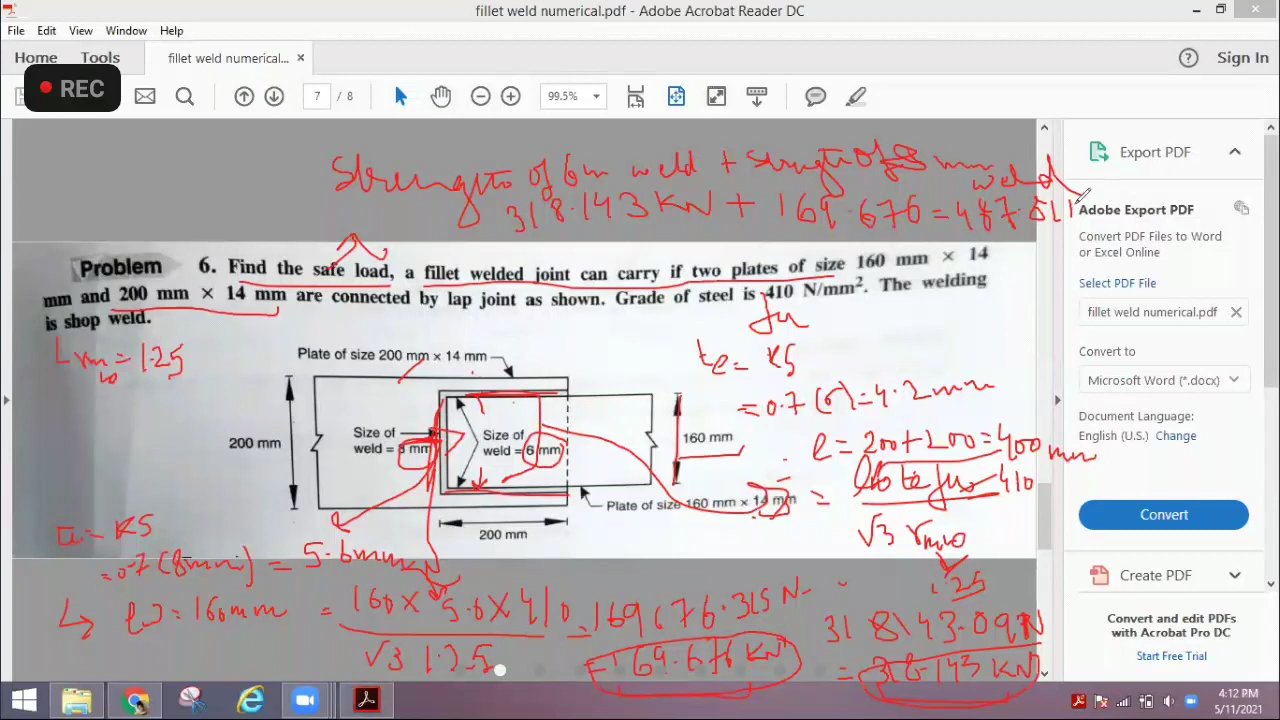 fillet weld numerical.pdf - Adobe Acrobat Reader DC
File Edit View Window Help
Home Tools fillet weld numerical... × Sign In
REC
7 / 8 99.5%
Strength of 6m weld + Strength of 8 mm weld
318.143 KN + 169.676 = 487.811
Problem 6. Find the safe load, a fillet welded joint can carry if two plates of size 160 mm × 14
mm and 200 mm × 14 mm are connected by lap joint as shown. Grade of steel is 410 N/mm². The welding
is shop weld.
fu
= 1.25
Plate of size 200 mm × 14 mm
te = KS
= 0.7 (6) = 4.2 mm
200 mm
Size of
weld = 8 mm
Size of
weld = 6 mm
160 mm
l = 200+200 = 400 mm
Plate of size 160 mm × 14 mm
= lw te fu 410
√3 γmw
1.25
200 mm
= KS
= 0.7 (8mm) = 5.6mm
lw = 160mm = 160 × 5.6 × 410 = 169676.315 N
√3 1.25
= 169.676 KN
318143.09 N
= 318.143 KN
Export PDF
Adobe Export PDF
Convert PDF Files to Word
or Excel Online
Select PDF File
fillet weld numerical.pdf ×
Convert to
Microsoft Word (*.docx)
Document Language:
English (U.S.) Change
Convert
Create PDF
Convert and edit PDFs
with Acrobat Pro DC
Start Free Trial
4:12 PM
5/11/2021